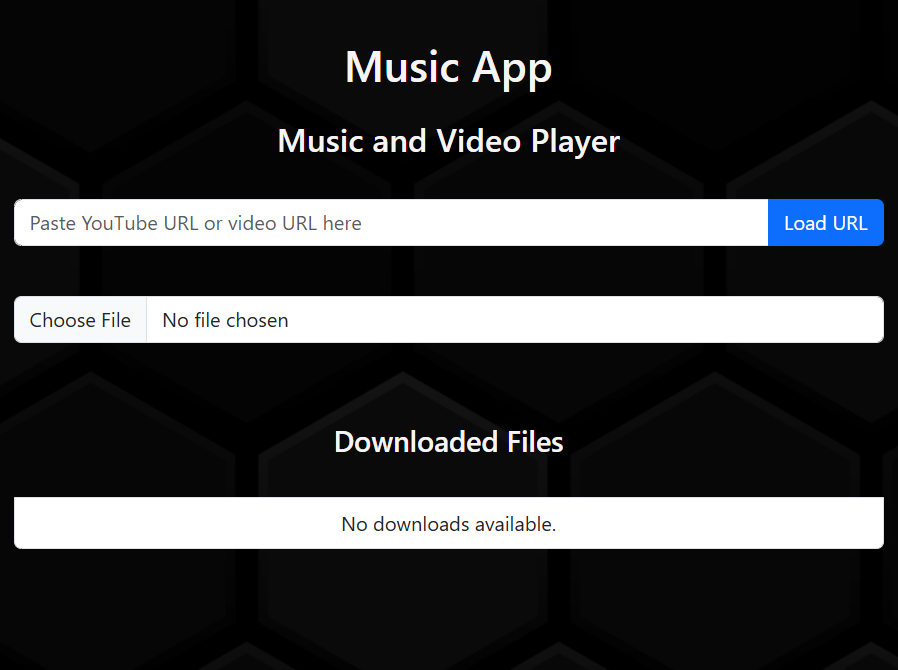 Music App
Music and Video Player
Paste YouTube URL or video URL here
Load URL
Choose File
No file chosen
Downloaded Files
No downloads available.